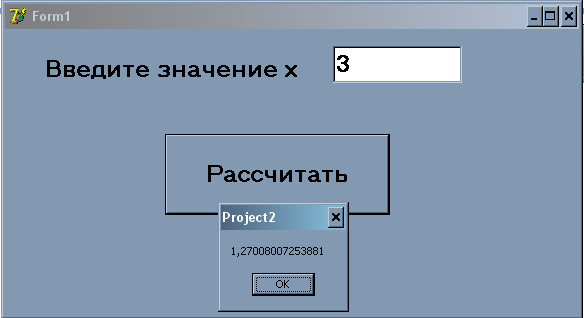 Form1
Введите значение x
3
Рассчитать
Project2
1,27008007253881
OK